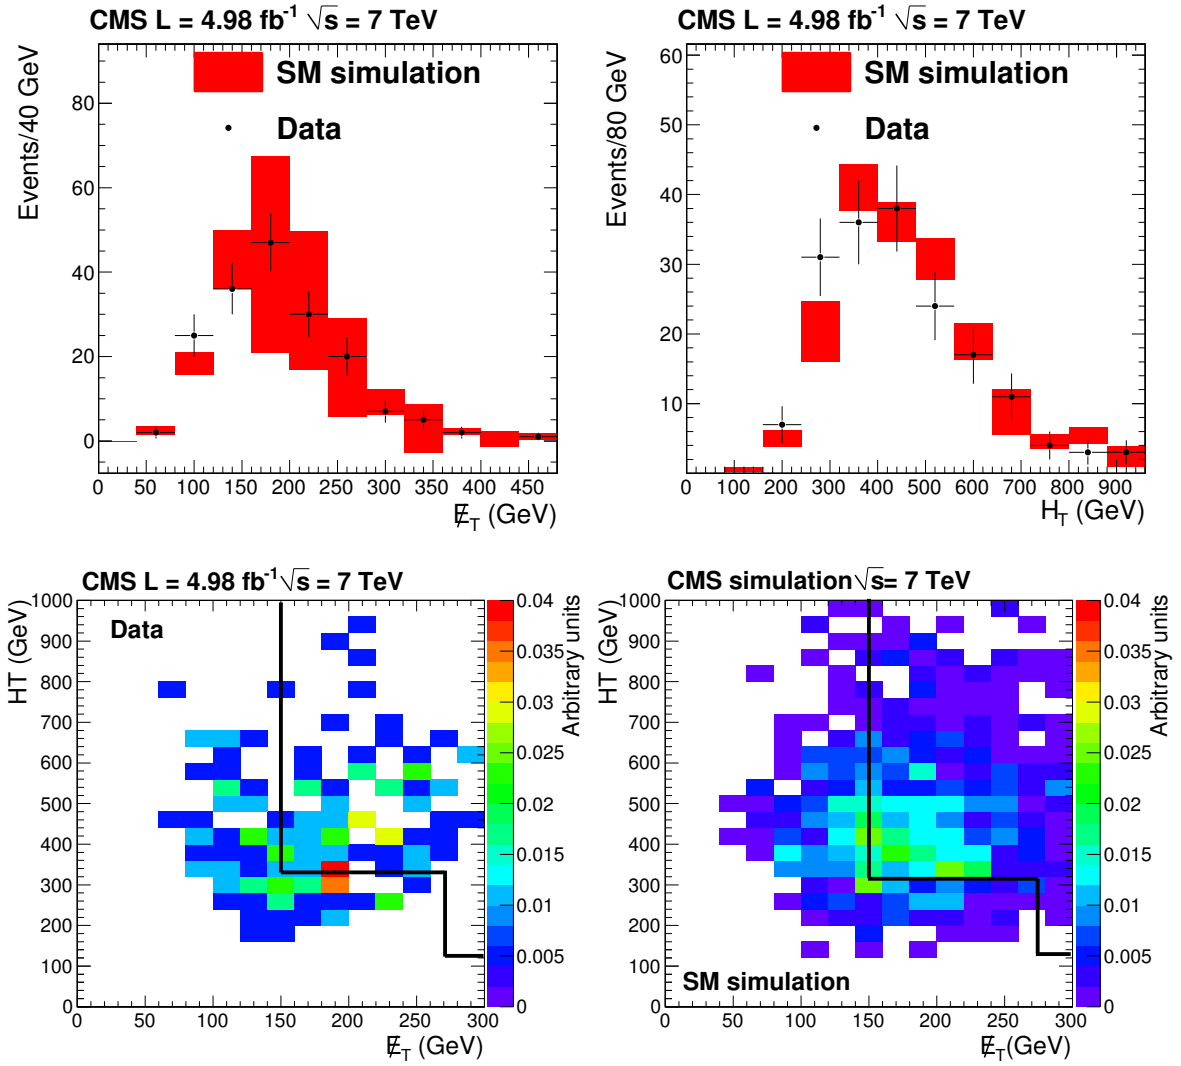 CMS L = 4.98 fb⁻¹ √s = 7 TeV
Events/40 GeV
SM simulation
Data
80
60
40
20
0
0 50 100 150 200 250 300 350 400 450
E̸_T (GeV)
CMS L = 4.98 fb⁻¹ √s = 7 TeV
Events/80 GeV
SM simulation
Data
60
50
40
30
20
10
0 100 200 300 400 500 600 700 800 900
H_T (GeV)
CMS L = 4.98 fb⁻¹ √s = 7 TeV
HT (GeV)
Data
1000
900
800
700
600
500
400
300
200
100
0
0 50 100 150 200 250 300
E̸_T (GeV)
0.04
0.035
0.03
0.025
0.02
0.015
0.01
0.005
0
Arbitrary units
CMS simulation √s= 7 TeV
HT (GeV)
1000
900
800
700
600
500
400
300
200
100
0
SM simulation
0 50 100 150 200 250 300
E̸_T(GeV)
0.04
0.035
0.03
0.025
0.02
0.015
0.01
0.005
0
Arbitrary units